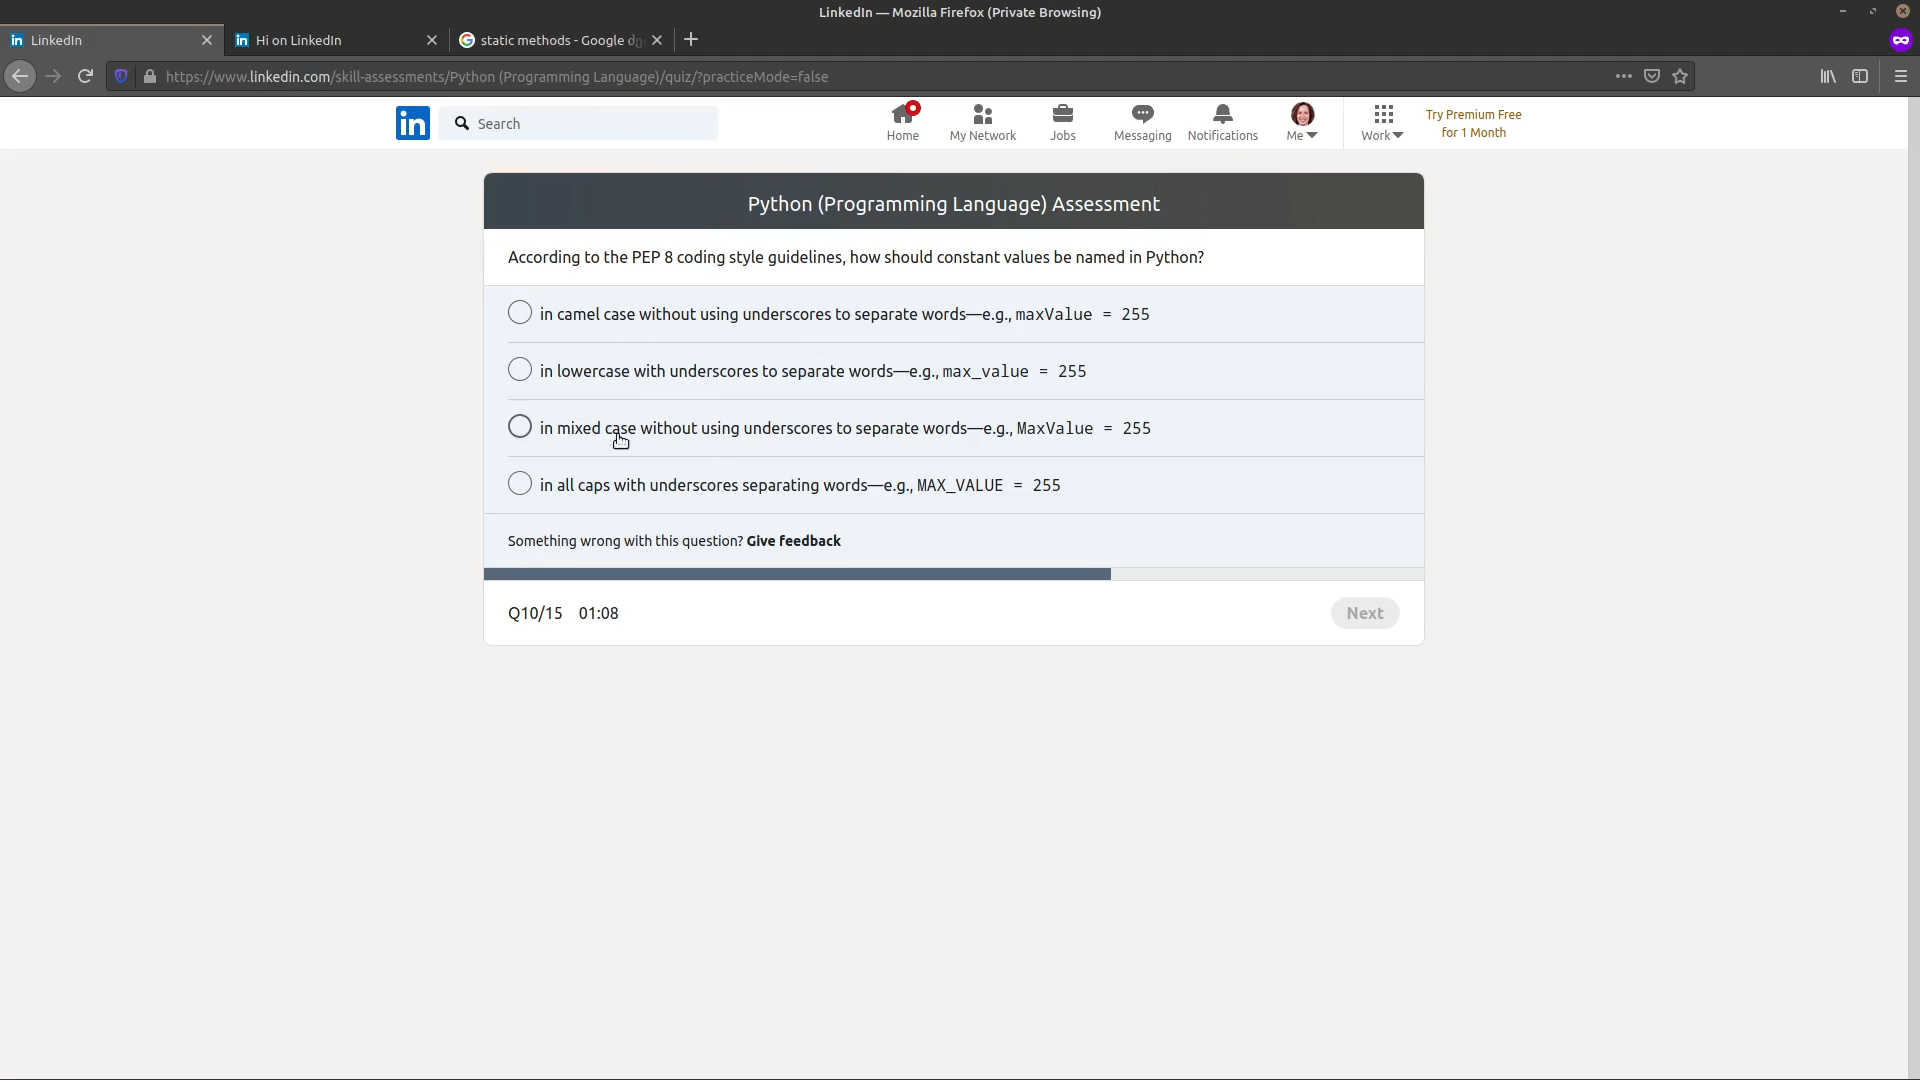 LinkedIn — Mozilla Firefox (Private Browsing)
LinkedIn
Hi on LinkedIn
static methods - Google
https://www.linkedin.com/skill-assessments/Python (Programming Language)/quiz/?practiceMode=false
in
Search
Home
My Network
Jobs
Messaging
Notifications
Me
Work
Try Premium Free
for 1 Month
Python (Programming Language) Assessment
According to the PEP 8 coding style guidelines, how should constant values be named in Python?
in camel case without using underscores to separate words—e.g., maxValue = 255
in lowercase with underscores to separate words—e.g., max_value = 255
in mixed case without using underscores to separate words—e.g., MaxValue = 255
in all caps with underscores separating words—e.g., MAX_VALUE = 255
Something wrong with this question? Give feedback
Q10/15 01:08
Next